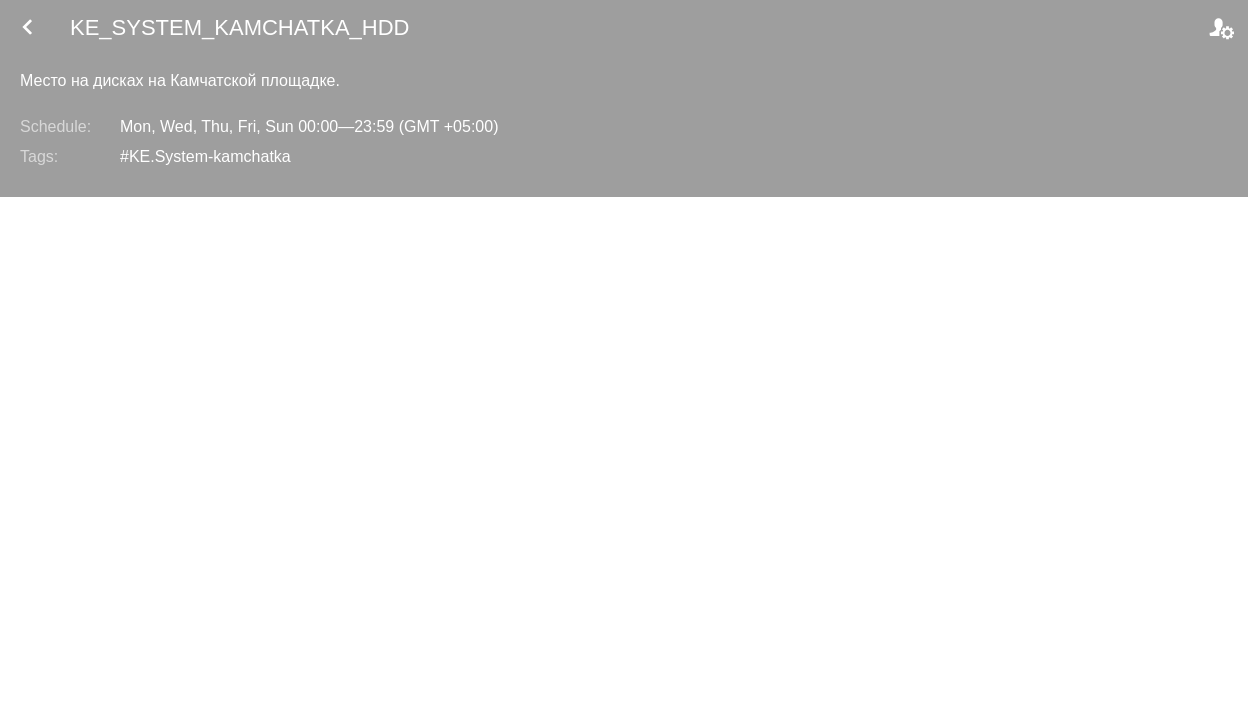 KE_SYSTEM_KAMCHATKA_HDD
Место на дисках на Камчатской площадке.
Schedule: Mon, Wed, Thu, Fri, Sun 00:00—23:59 (GMT +05:00)
Tags: #KE.System-kamchatka